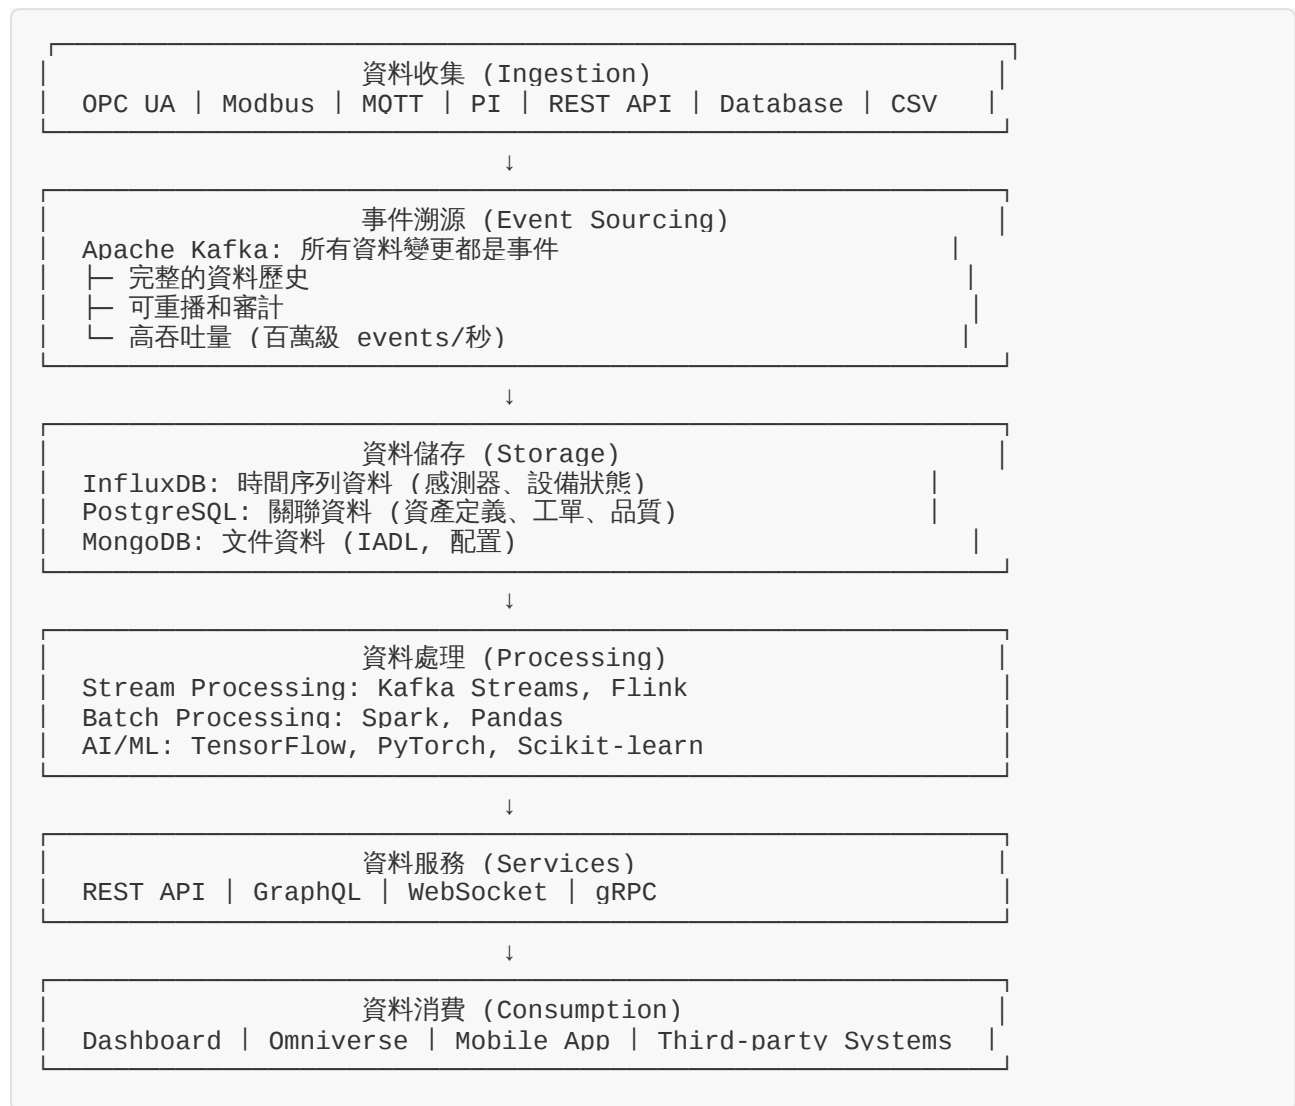 資料收集 (Ingestion)
OPC UA | Modbus | MQTT | PI | REST API | Database | CSV
↓
事件溯源 (Event Sourcing)
Apache Kafka: 所有資料變更都是事件
├─ 完整的資料歷史
├─ 可重播和審計
└─ 高吞吐量 (百萬級 events/秒)
↓
資料儲存 (Storage)
InfluxDB: 時間序列資料 (感測器、設備狀態)
PostgreSQL: 關聯資料 (資產定義、工單、品質)
MongoDB: 文件資料 (IADL, 配置)
↓
資料處理 (Processing)
Stream Processing: Kafka Streams, Flink
Batch Processing: Spark, Pandas
AI/ML: TensorFlow, PyTorch, Scikit-learn
↓
資料服務 (Services)
REST API | GraphQL | WebSocket | gRPC
↓
資料消費 (Consumption)
Dashboard | Omniverse | Mobile App | Third-party Systems